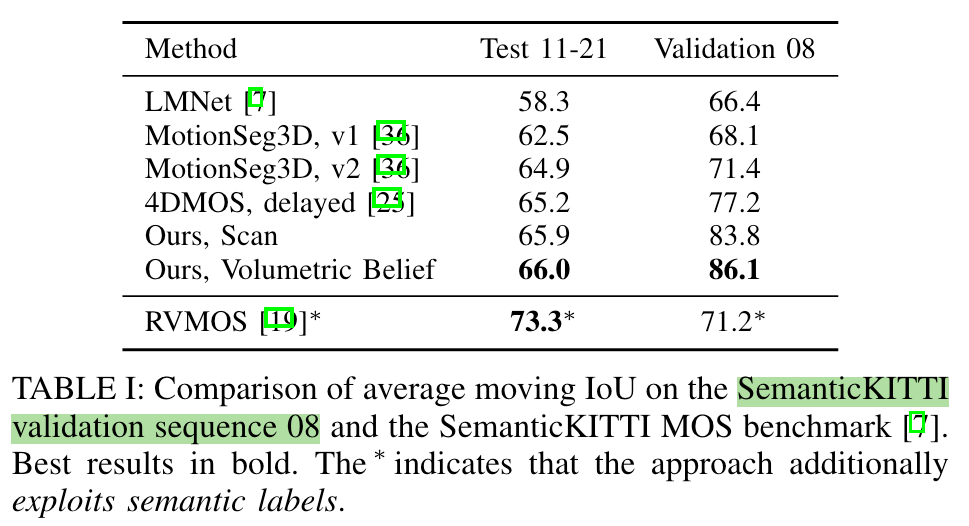 Method Test 11-21 Validation 08
LMNet [7] 58.3 66.4
MotionSeg3D, v1 [36] 62.5 68.1
MotionSeg3D, v2 [36] 64.9 71.4
4DMOS, delayed [25] 65.2 77.2
Ours, Scan 65.9 83.8
Ours, Volumetric Belief 66.0 86.1
RVMOS [19]* 73.3* 71.2*
TABLE I: Comparison of average moving IoU on the SemanticKITTI
validation sequence 08 and the SemanticKITTI MOS benchmark [7].
Best results in bold. The * indicates that the approach additionally
exploits semantic labels.